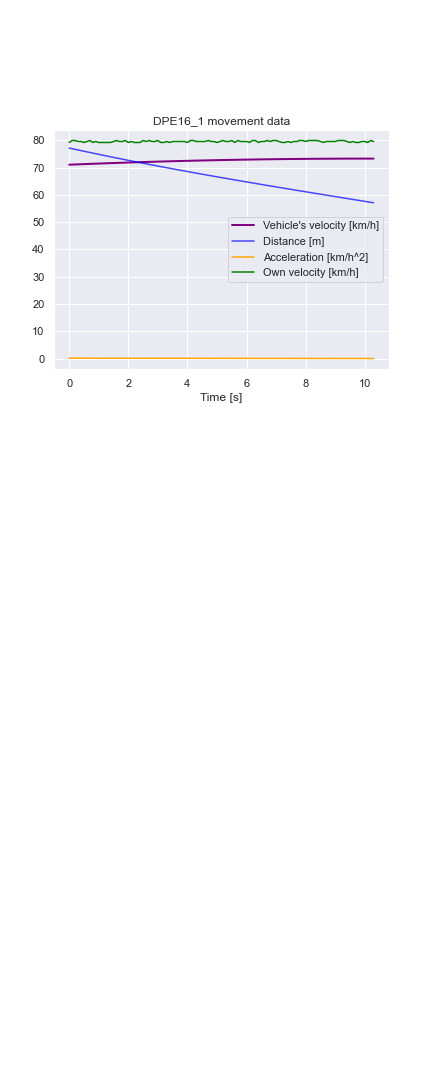 DPE16_1 movement data
80
70
60
50
40
30
20
10
0
Vehicle's velocity [km/h]
Distance [m]
Acceleration [km/h^2]
Own velocity [km/h]
0 2 4 6 8 10
Time [s]